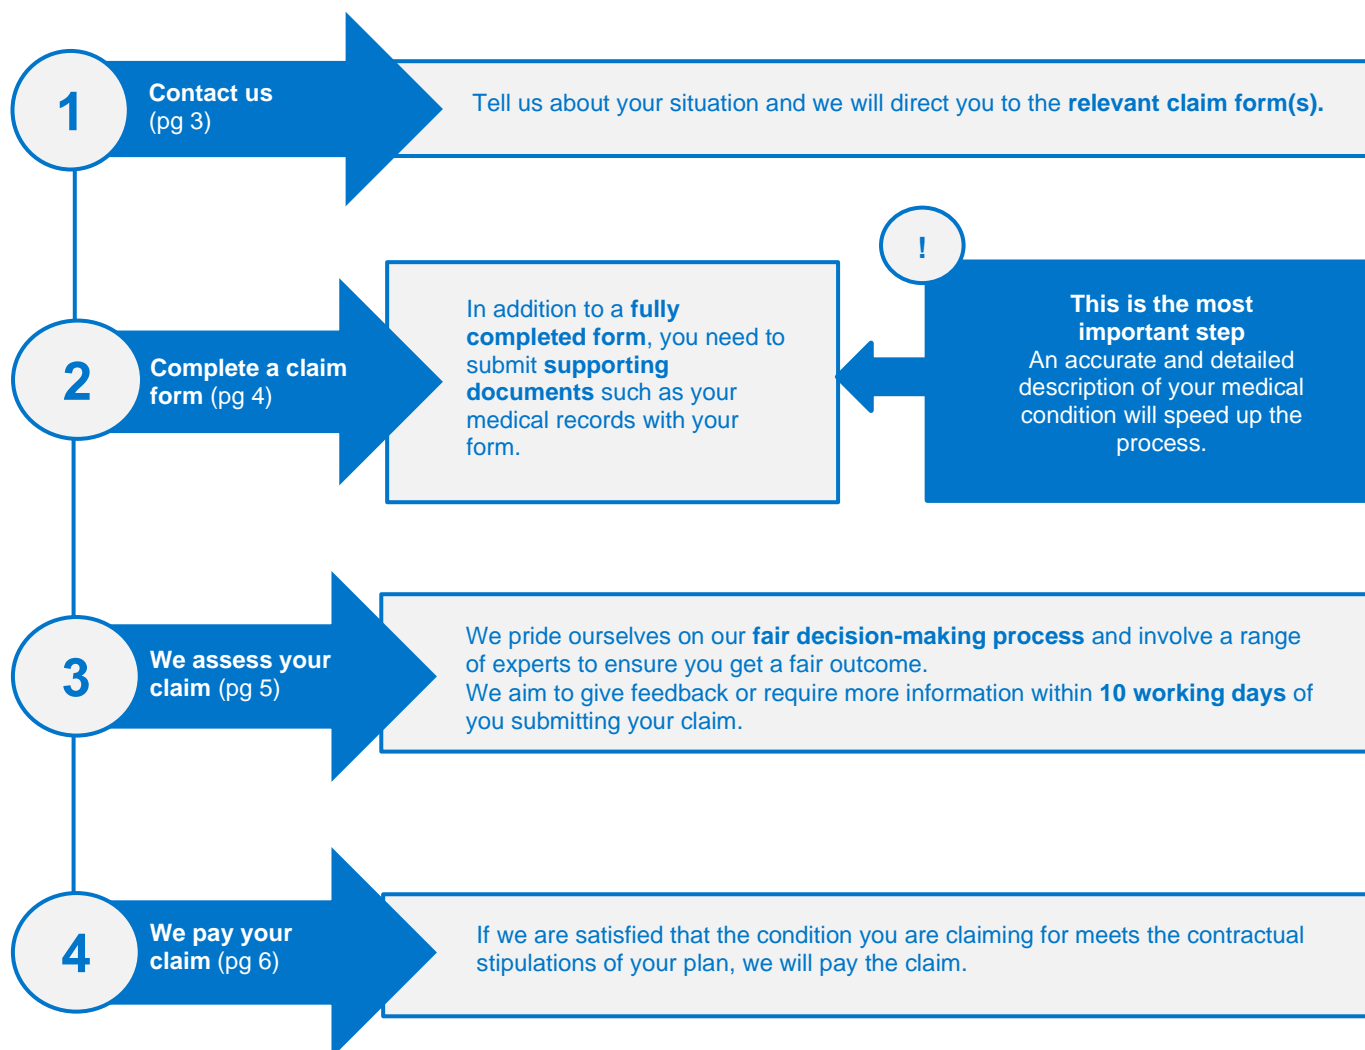 1
Contact us
(pg 3)
Tell us about your situation and we will direct you to the relevant claim form(s).
2
Complete a claim
form (pg 4)
In addition to a fully
completed form, you need to
submit supporting
documents such as your
medical records with your
form.
!
This is the most
important step
An accurate and detailed
description of your medical
condition will speed up the
process.
3
We assess your
claim (pg 5)
We pride ourselves on our fair decision-making process and involve a range
of experts to ensure you get a fair outcome.
We aim to give feedback or require more information within 10 working days of
you submitting your claim.
4
We pay your
claim (pg 6)
If we are satisfied that the condition you are claiming for meets the contractual
stipulations of your plan, we will pay the claim.